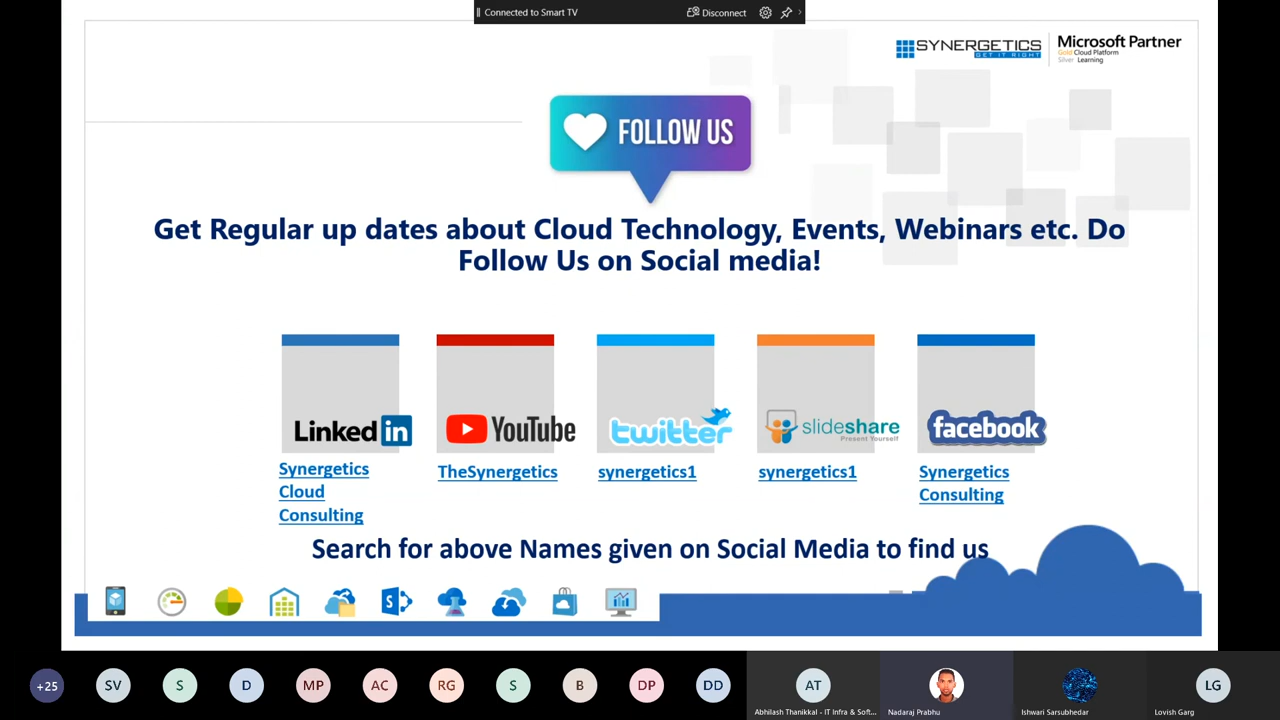 Connected to Smart TV
Disconnect
SYNERGETICS
GET IT RIGHT
Microsoft Partner
Gold Cloud Platform
Silver Learning
FOLLOW US
Get Regular up dates about Cloud Technology, Events, Webinars etc. Do
Follow Us on Social media!
Linked in
YouTube
twitter
slideshare
Present Yourself
facebook
Synergetics
Cloud
Consulting
TheSynergetics
synergetics1
synergetics1
Synergetics
Consulting
Search for above Names given on Social Media to find us
S
+25
SV
S
D
MP
AC
RG
S
B
DP
DD
AT
LG
Abhilash Thanikkal - IT Infra & Soft...
Nadaraj Prabhu
Ishwari Sarsubhedar
Lovish Garg